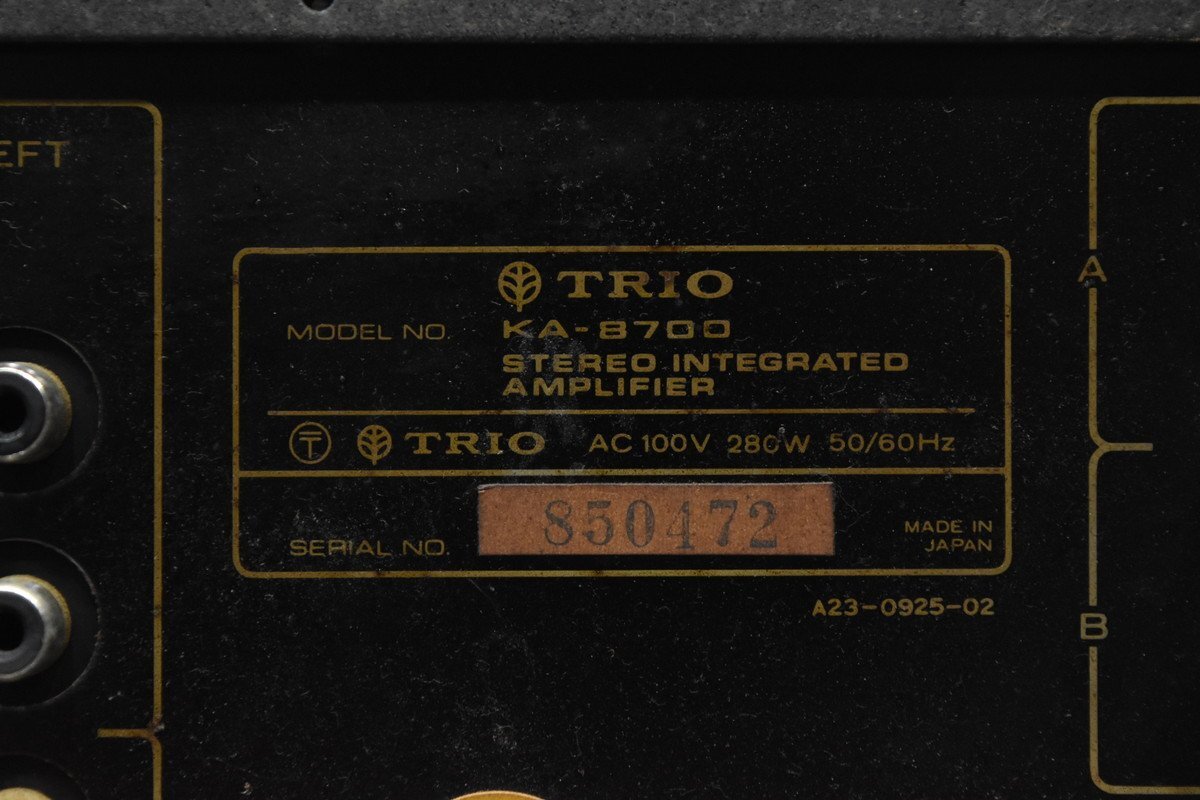 EFT
TRIO
MODEL NO. KA-8700
STEREO INTEGRATED
AMPLIFIER
T TRIO AC 100V 280W 50/60Hz
SERIAL NO. 850472
MADE IN
JAPAN
A23-0925-02
A
B